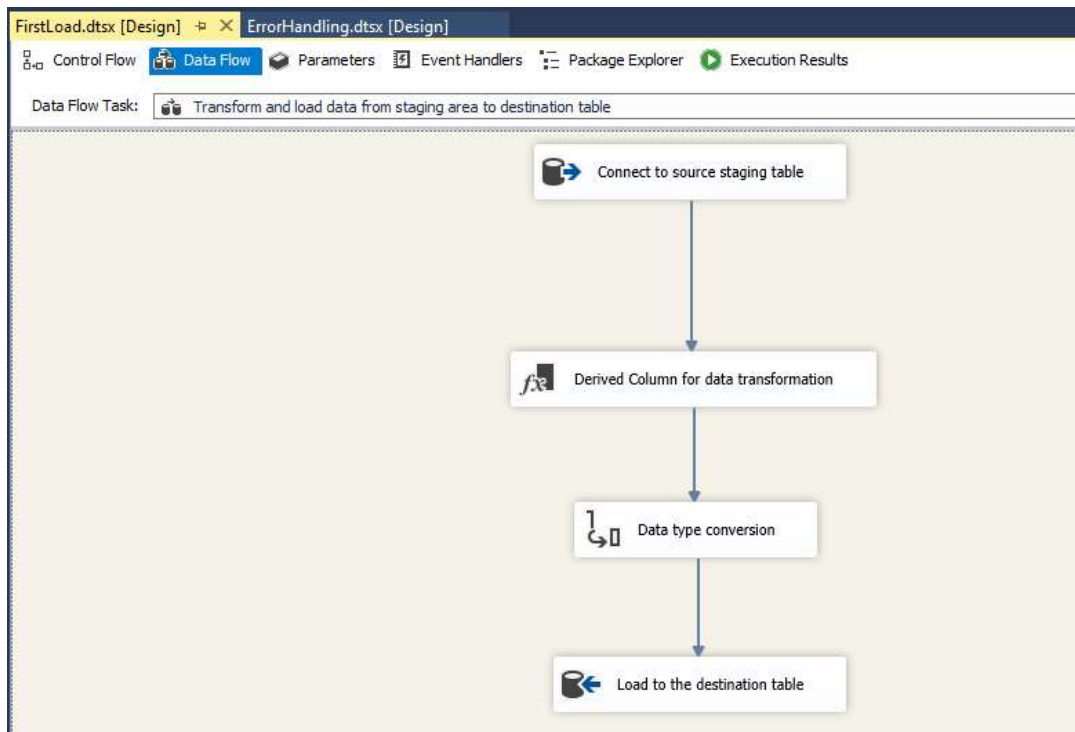 FirstLoad.dtsx [Design] ErrorHandling.dtsx [Design]
Control Flow Data Flow Parameters Event Handlers Package Explorer Execution Results
Data Flow Task: Transform and load data from staging area to destination table
Connect to source staging table
fx Derived Column for data transformation
Data type conversion
Load to the destination table